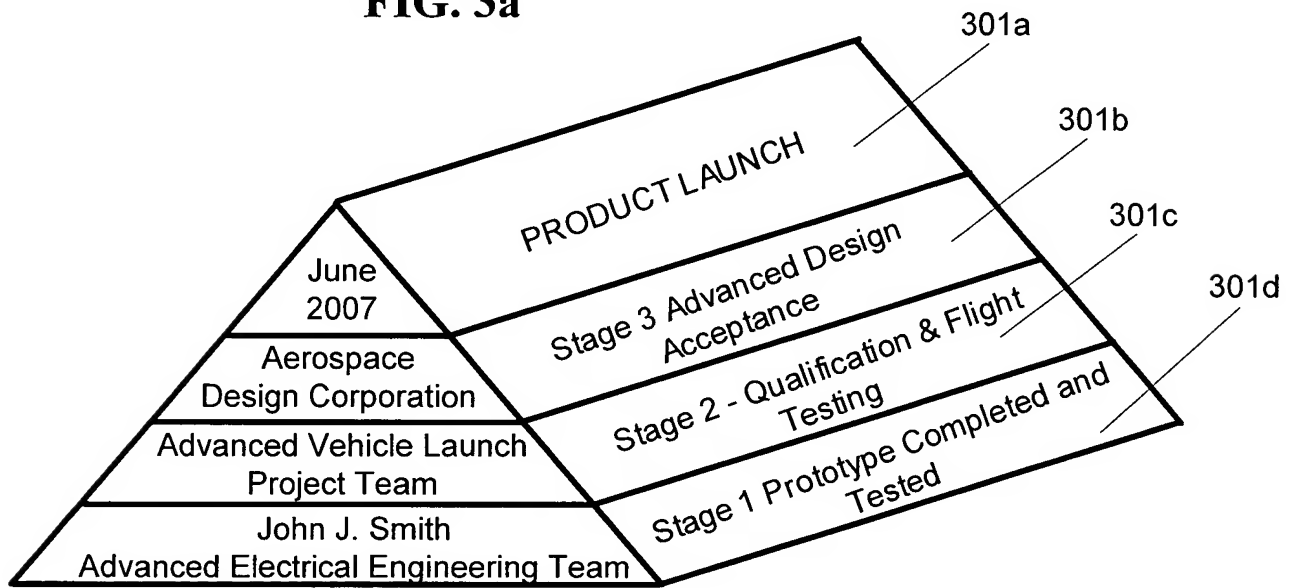 FIG. 3a
301a
PRODUCT LAUNCH
301b
Stage 3 Advanced Design
Acceptance
301c
Stage 2 - Qualification & Flight
Testing
301d
Stage 1 Prototype Completed and
Tested
June
2007
Aerospace
Design Corporation
Advanced Vehicle Launch
Project Team
John J. Smith
Advanced Electrical Engineering Team